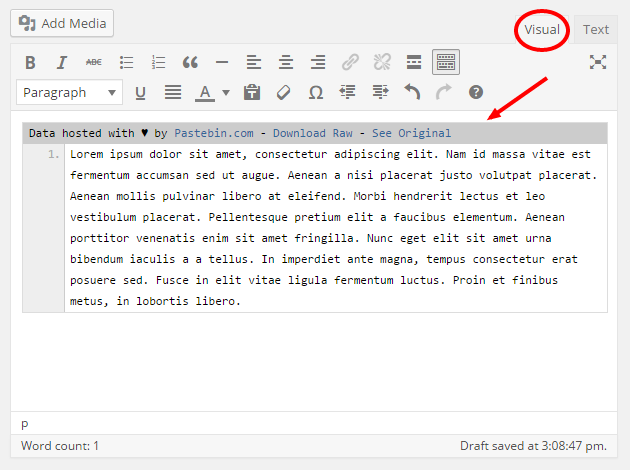 Add Media
Visual
Text
B I ABC
Paragraph U A Ω ?
Data hosted with ♥ by Pastebin.com - Download Raw - See Original
1. Lorem ipsum dolor sit amet, consectetur adipiscing elit. Nam id massa vitae est
fermentum accumsan sed ut augue. Aenean a nisi placerat justo volutpat placerat.
Aenean mollis pulvinar libero at eleifend. Morbi hendrerit lectus et leo
vestibulum placerat. Pellentesque pretium elit a faucibus elementum. Aenean
porttitor venenatis enim sit amet fringilla. Nunc eget elit sit amet urna
bibendum iaculis a a tellus. In imperdiet ante magna, tempus consectetur erat
posuere sed. Fusce in elit vitae ligula fermentum luctus. Proin et finibus
metus, in lobortis libero.
p
Word count: 1
Draft saved at 3:08:47 pm.